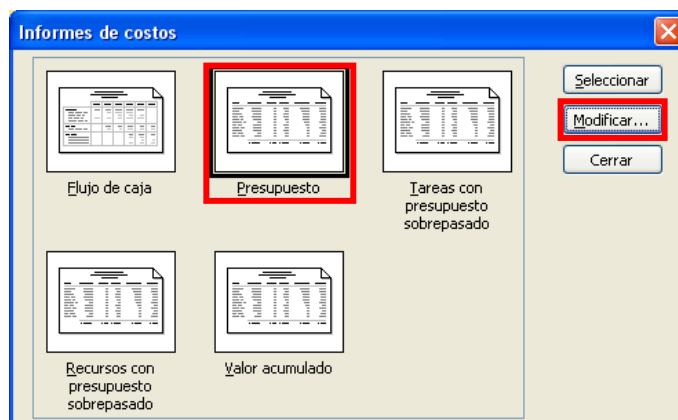 Informes de costos
Seleccionar
Modificar...
Cerrar
Flujo de caja
Presupuesto
Tareas con
presupuesto
sobrepasado
Recursos con
presupuesto
sobrepasado
Valor acumulado